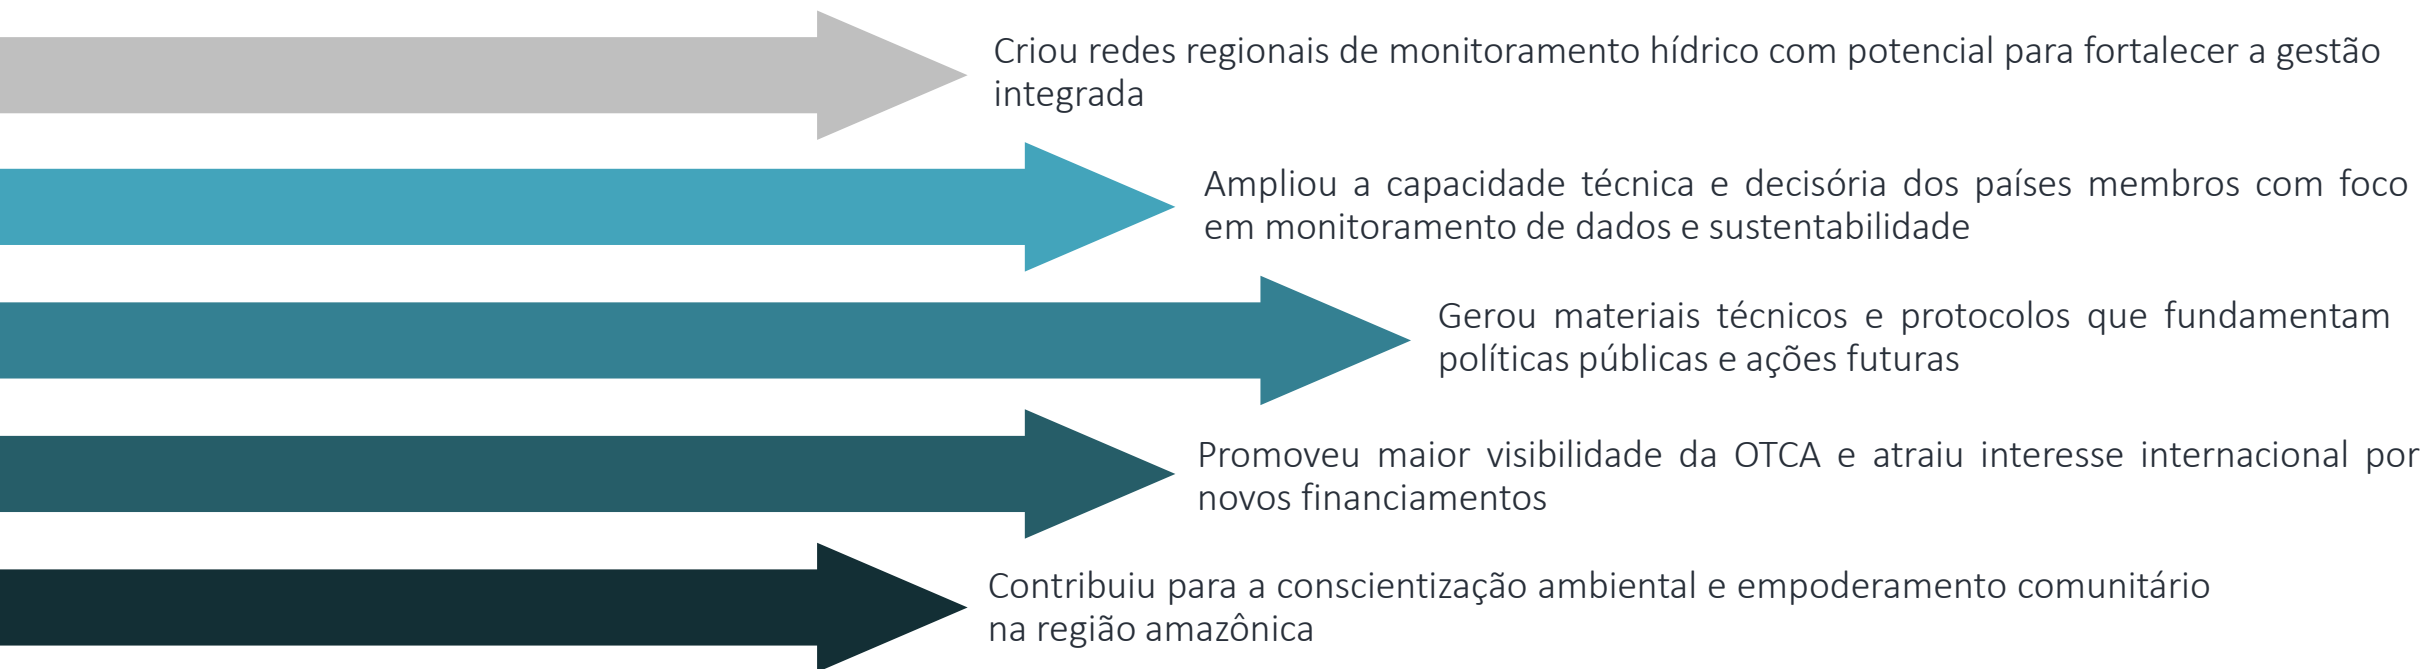 Criou redes regionais de monitoramento hídrico com potencial para fortalecer a gestão
integrada
Ampliou a capacidade técnica e decisória dos países membros com foco
em monitoramento de dados e sustentabilidade
Gerou materiais técnicos e protocolos que fundamentam
políticas públicas e ações futuras
Promoveu maior visibilidade da OTCA e atraiu interesse internacional por
novos financiamentos
Contribuiu para a conscientização ambiental e empoderamento comunitário
na região amazônica